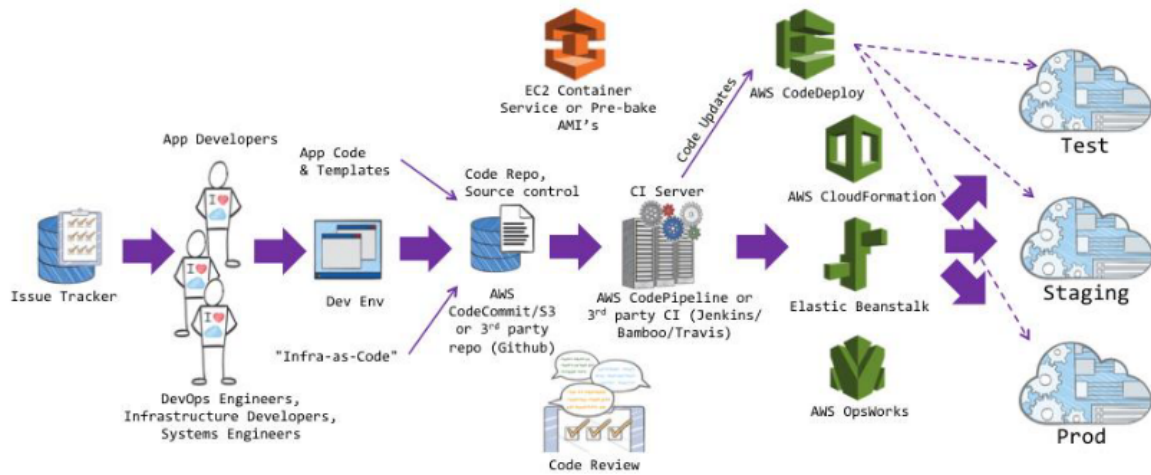 EC2 Container
Service or Pre-bake
AMI's
AWS CodeDeploy
Code Updates
Test
App Developers
App Code
& Templates
Code Repo,
Source control
CI Server
AWS CloudFormation
Issue Tracker
Dev Env
AWS
CodeCommit/S3
or 3rd party
repo (Github)
AWS CodePipeline or
3rd party CI (Jenkins/
Bamboo/Travis)
Elastic Beanstalk
Staging
"Infra-as-Code"
DevOps Engineers,
Infrastructure Developers,
Systems Engineers
Code Review
AWS OpsWorks
Prod
I
I
I